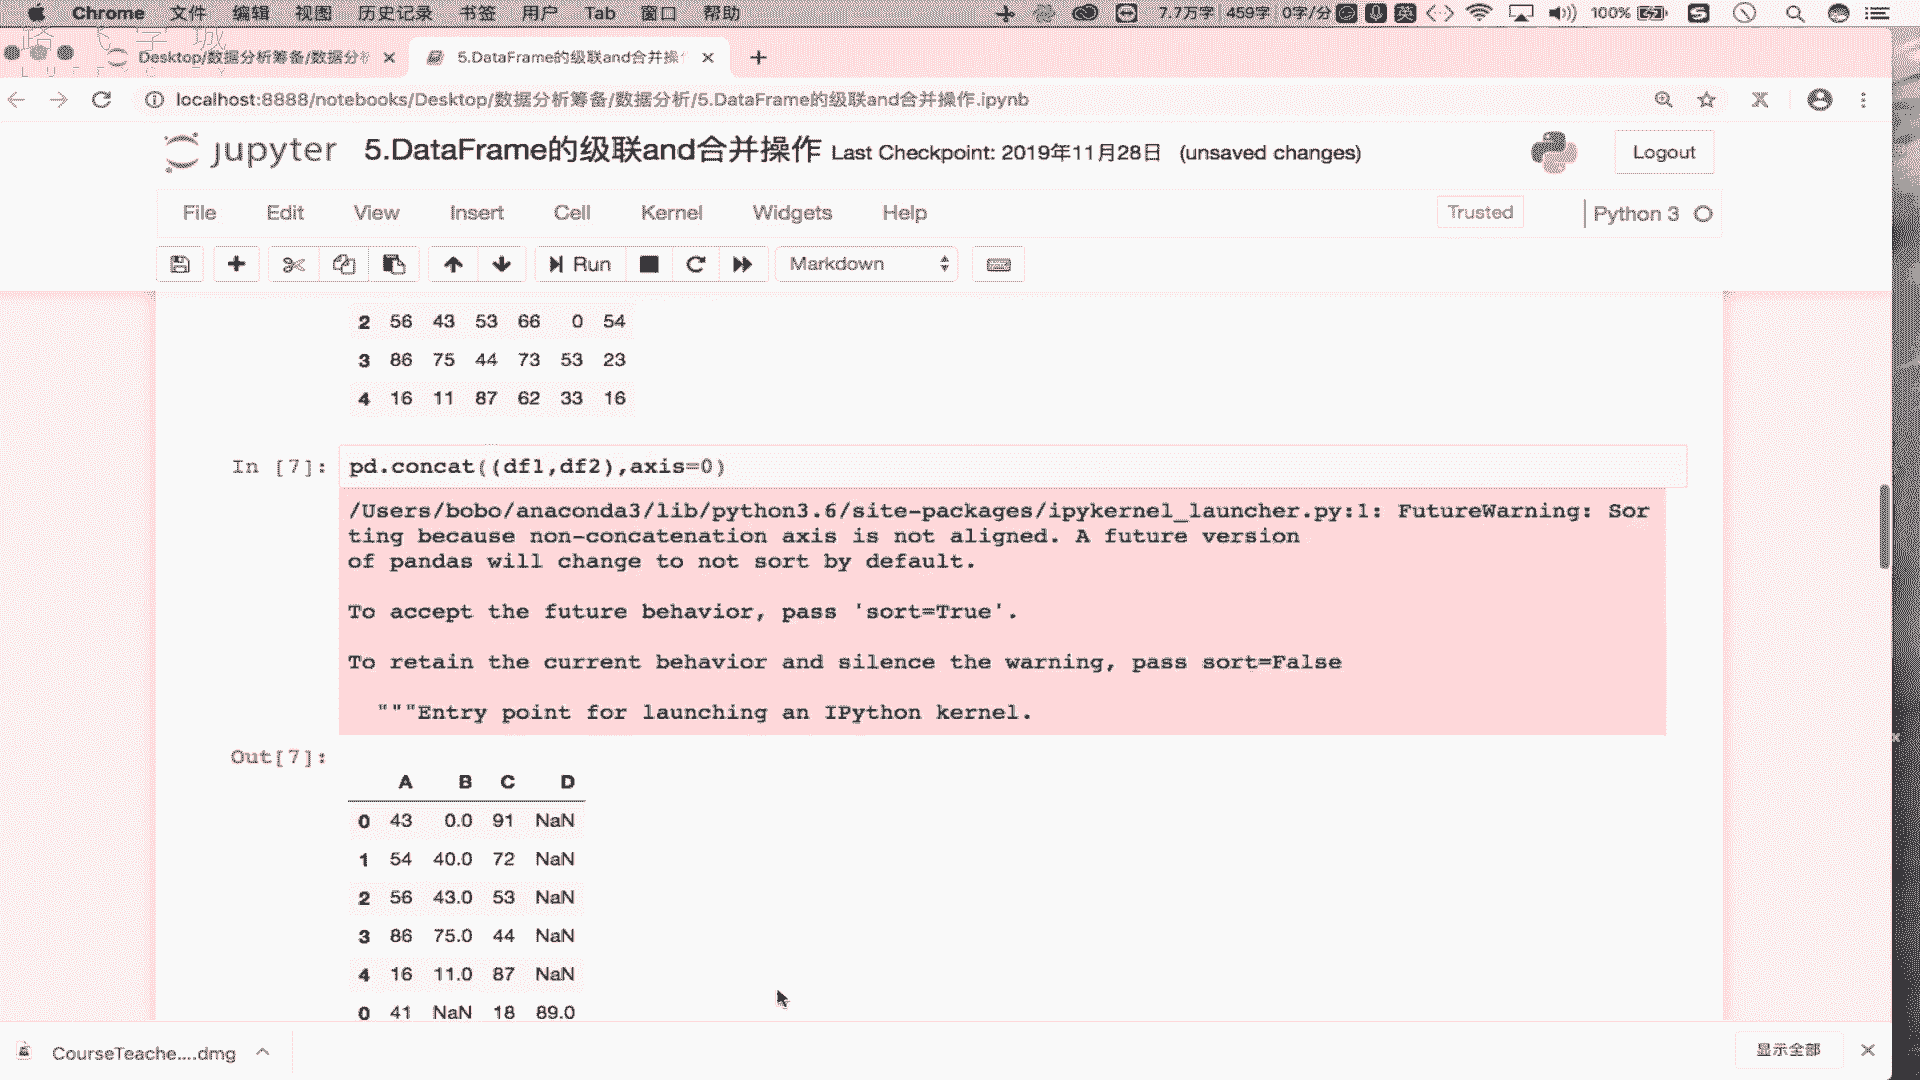 Chrome 文件 编辑 视图 历史记录 书签 用户 Tab 窗口 帮助 7.7万字 459字 0字/分 英 100%
Desktop/数据分析筹备/数据分 5.DataFrame的级联and合并操
localhost:8888/notebooks/Desktop/数据分析筹备/数据分析/5.DataFrame的级联and合并操作.ipynb
jupyter 5.DataFrame的级联and合并操作 Last Checkpoint: 2019年11月28日 (unsaved changes) Logout
File Edit View Insert Cell Kernel Widgets Help Trusted Python 3
Run Markdown
2 56 43 53 66 0 54
3 86 75 44 73 53 23
4 16 11 87 62 33 16
In [7]: pd.concat((df1,df2),axis=0)
/Users/bobo/anaconda3/lib/python3.6/site-packages/ipykernel_launcher.py:1: FutureWarning: Sor
ting because non-concatenation axis is not aligned. A future version
of pandas will change to not sort by default.
To accept the future behavior, pass 'sort=True'.
To retain the current behavior and silence the warning, pass sort=False
"""Entry point for launching an IPython kernel.
Out[7]:
A B C D
0 43 0.0 91 NaN
1 54 40.0 72 NaN
2 56 43.0 53 NaN
3 86 75.0 44 NaN
4 16 11.0 87 NaN
0 41 NaN 18 89.0
CourseTeache....dmg 显示全部